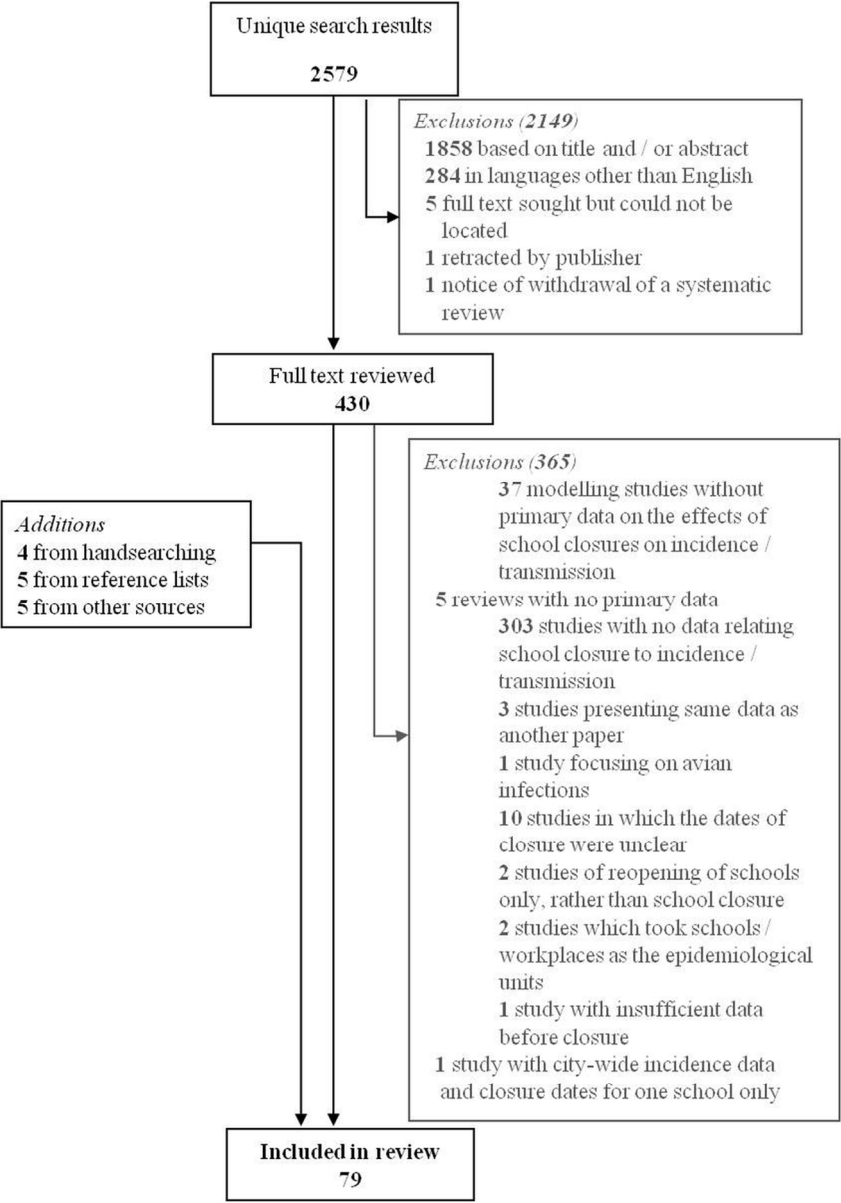 Unique search results
2579
Exclusions (2149)
1858 based on title and / or abstract
284 in languages other than English
5 full text sought but could not be
located
1 retracted by publisher
1 notice of withdrawal of a systematic
review
Full text reviewed
430
Exclusions (365)
37 modelling studies without
primary data on the effects of
school closures on incidence /
transmission
5 reviews with no primary data
303 studies with no data relating
school closure to incidence /
transmission
3 studies presenting same data as
another paper
1 study focusing on avian
infections
10 studies in which the dates of
closure were unclear
2 studies of reopening of schools
only, rather than school closure
2 studies which took schools /
workplaces as the epidemiological
units
1 study with insufficient data
before closure
1 study with city-wide incidence data
and closure dates for one school only
Additions
4 from handsearching
5 from reference lists
5 from other sources
Included in review
79